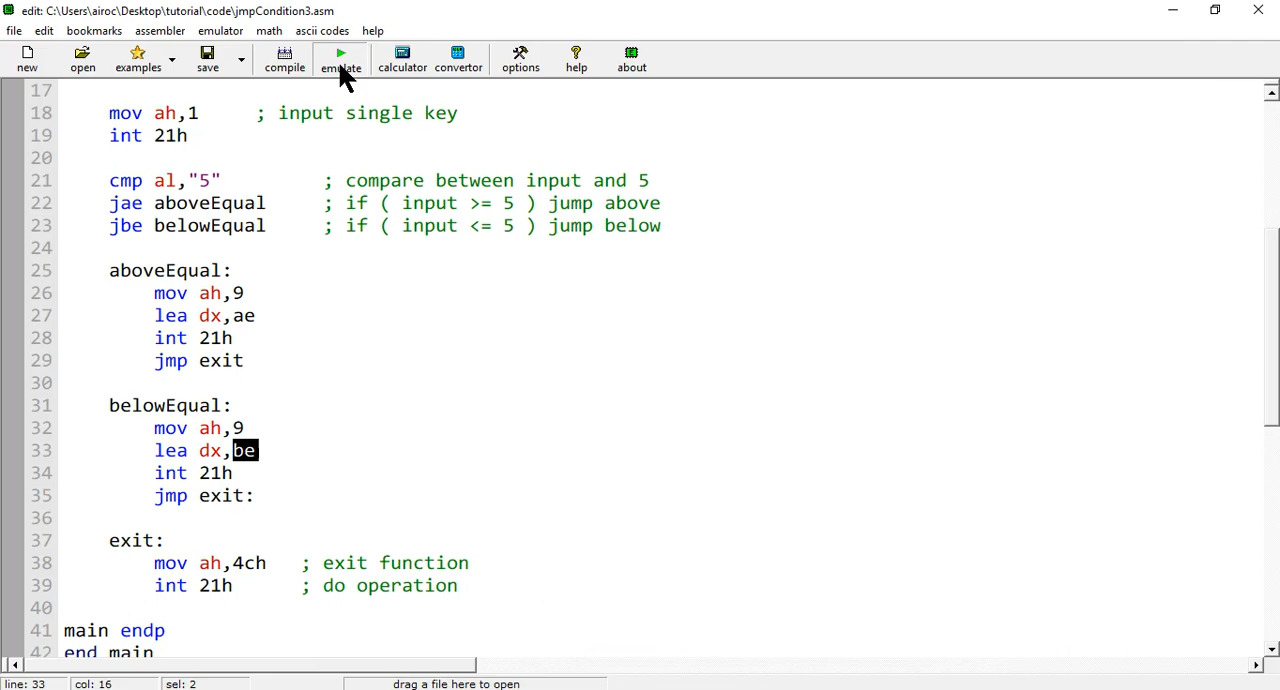 edit: C:\Users\airoc\Desktop\tutorial\code\jmpCondition3.asm
file edit bookmarks assembler emulator math ascii codes help
new open examples save compile emulate calculator convertor options help about
17
18 mov ah,1 ; input single key
19 int 21h
20
21 cmp al,"5" ; compare between input and 5
22 jae aboveEqual ; if ( input >= 5 ) jump above
23 jbe belowEqual ; if ( input <= 5 ) jump below
24
25 aboveEqual:
26 mov ah,9
27 lea dx,ae
28 int 21h
29 jmp exit
30
31 belowEqual:
32 mov ah,9
33 lea dx,be
34 int 21h
35 jmp exit:
36
37 exit:
38 mov ah,4ch ; exit function
39 int 21h ; do operation
40
41 main endp
42 end main
line: 33 col: 16 sel: 2 drag a file here to open